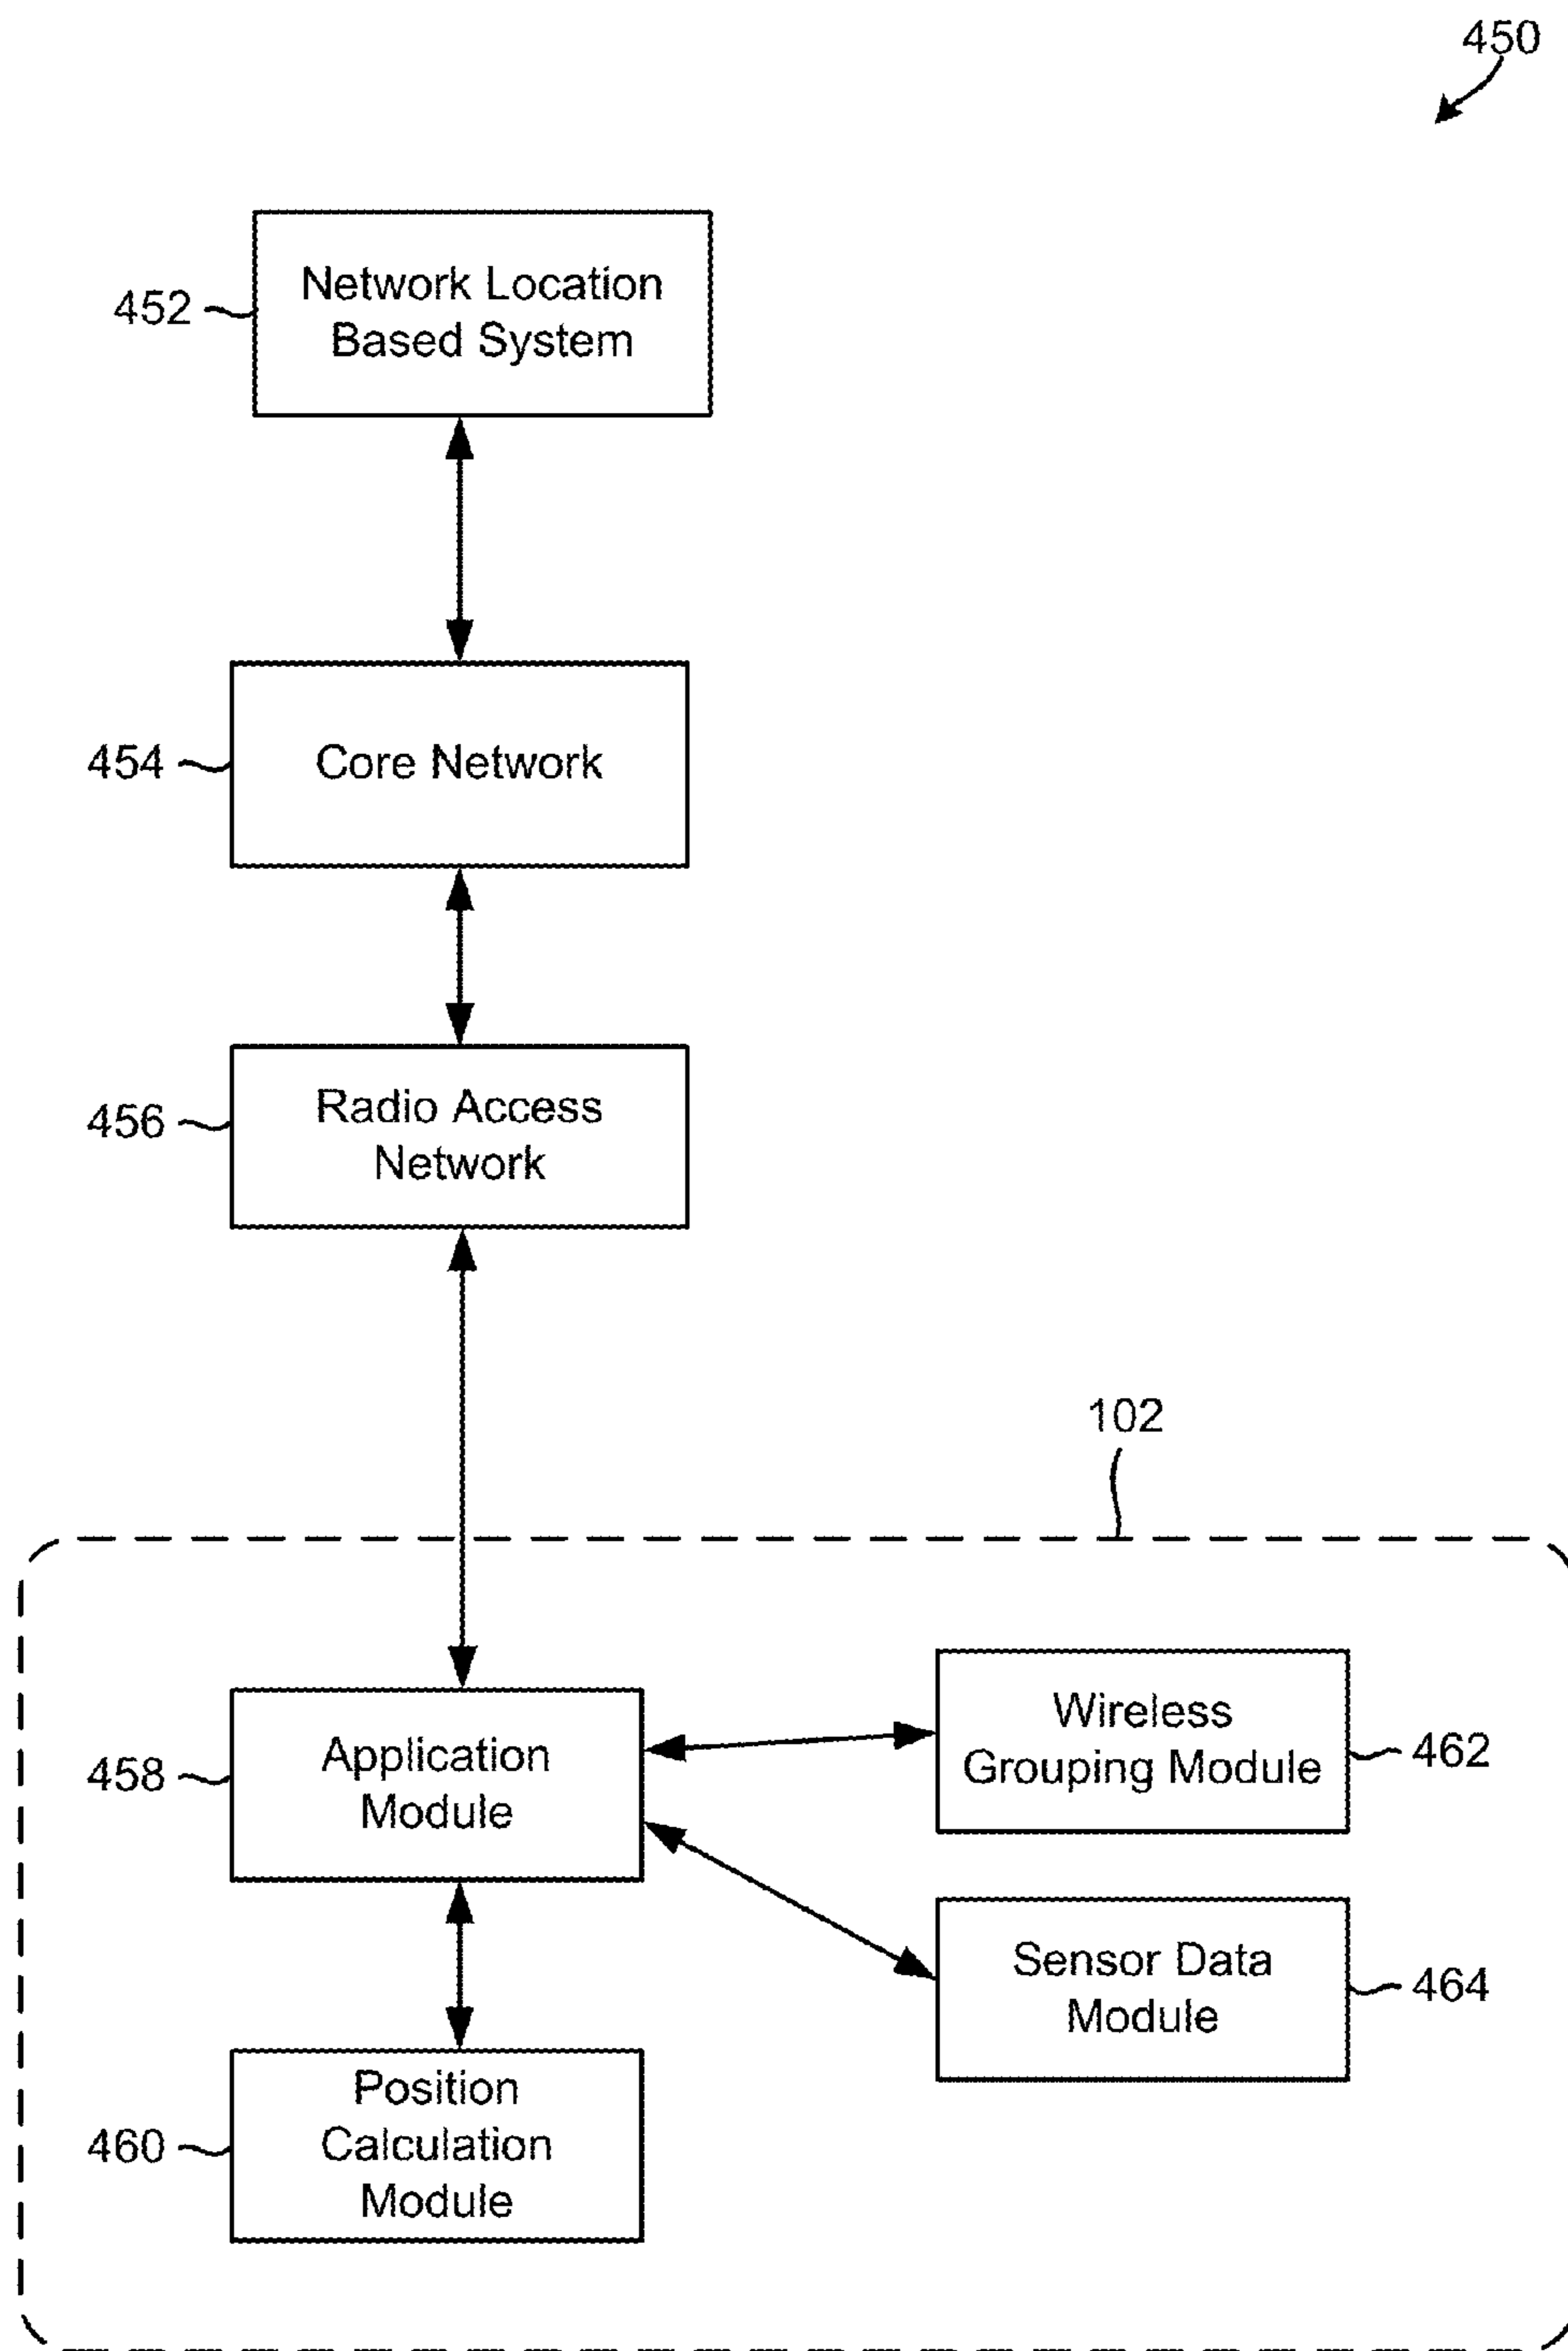 450
Network Location
Based System
452
Core Network
454
Radio Access
Network
456
102
Application
Module
458
Wireless
Grouping Module
462
Sensor Data
Module
464
Position
Calculation
Module
460